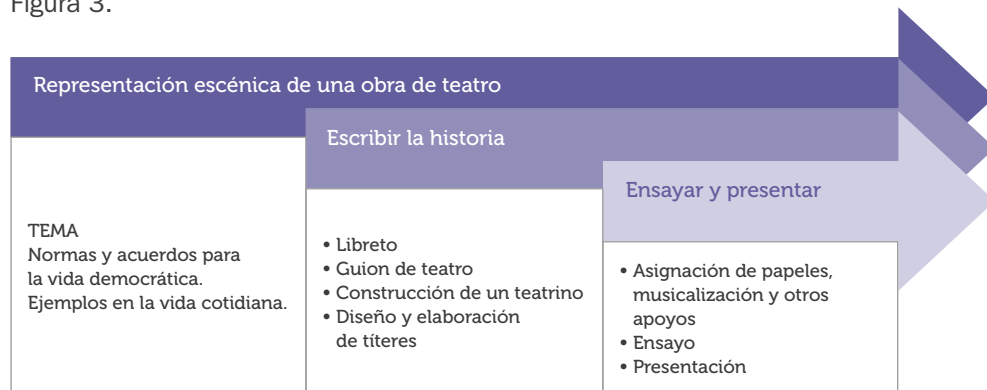 Figura 3.
Representación escénica de una obra de teatro
Escribir la historia
Ensayar y presentar
TEMA
Normas y acuerdos para
la vida democrática.
Ejemplos en la vida cotidiana.
• Libreto
• Guion de teatro
• Construcción de un teatrino
• Diseño y elaboración
de títeres
• Asignación de papeles,
musicalización y otros
apoyos
• Ensayo
• Presentación